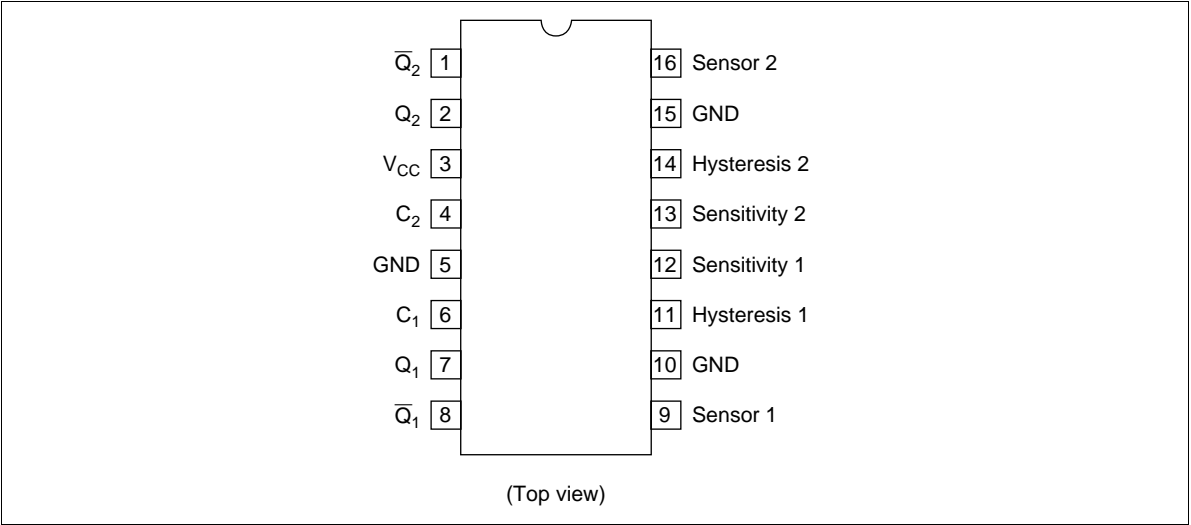 Q̅₂ 1 16 Sensor 2
Q₂ 2 15 GND
V_CC 3 14 Hysteresis 2
C₂ 4 13 Sensitivity 2
GND 5 12 Sensitivity 1
C₁ 6 11 Hysteresis 1
Q₁ 7 10 GND
Q̅₁ 8 9 Sensor 1
(Top view)